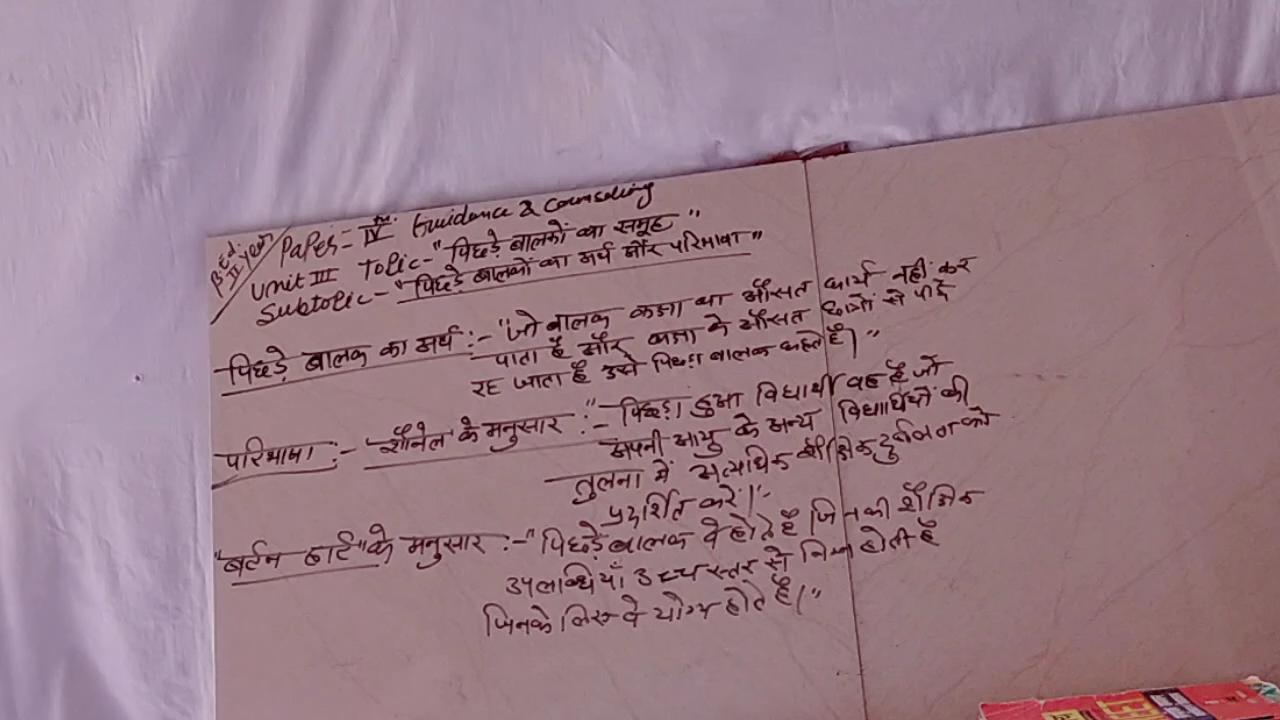 B.Ed. II year
Paper- IV th. Guidance & Counseling
Unit III Topic- "पिछड़े बालकों का समूह"
Subtopic- "पिछड़े बालकों का अर्थ और परिभाषा"
पिछड़े बालक का अर्थ :- "जो बालक कक्षा का औसत कार्य नहीं कर
पाता है और कक्षा के औसत छात्रों से पीछे
रह जाता है उसे पिछड़ा बालक कहते हैं।"
परिभाषा :- शौनेल के अनुसार :- "पिछड़ा हुआ विद्यार्थी वह है जो
अपनी आयु के अन्य विद्यार्थियों की
तुलना में अत्यधिक शैक्षिक दुर्बलता को
प्रदर्शित करे।"
"बर्टन हार्ट" के अनुसार :- "पिछड़े बालक वे होते हैं जिनकी शैक्षिक
उपलब्धियाँ उच्च स्तर से निम्न होती है
जिनके लिए वे योग्य होते है।"